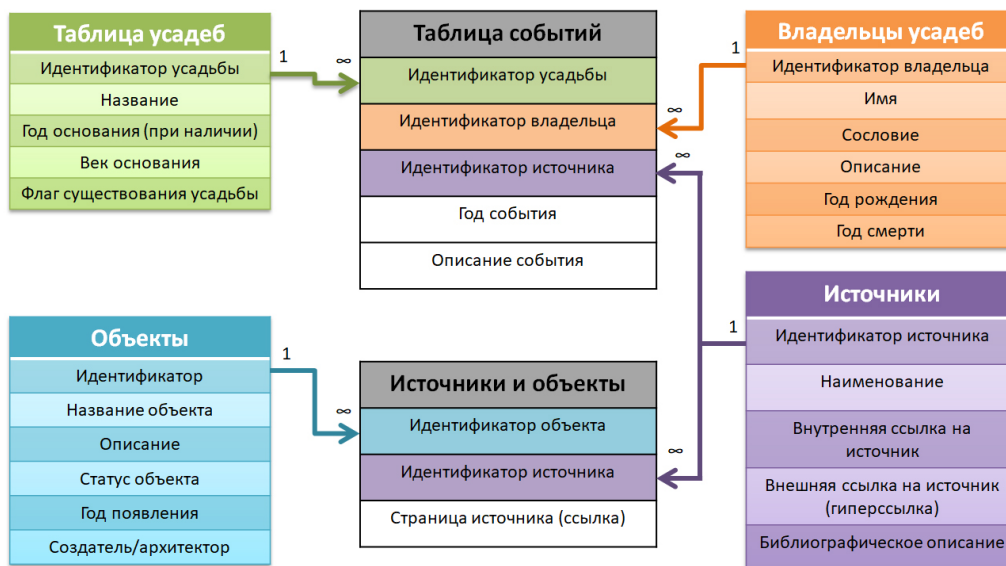 Таблица усадеб
Идентификатор усадьбы
Название
Год основания (при наличии)
Век основания
Флаг существования усадьбы
1
∞
Таблица событий
Идентификатор усадьбы
Идентификатор владельца
Идентификатор источника
Год события
Описание события
1
∞
∞
Владельцы усадеб
Идентификатор владельца
Имя
Сословие
Описание
Год рождения
Год смерти
Объекты
Идентификатор
Название объекта
Описание
Статус объекта
Год появления
Создатель/архитектор
1
∞
Источники и объекты
Идентификатор объекта
Идентификатор источника
Страница источника (ссылка)
1
∞
Источники
Идентификатор источника
Наименование
Внутренняя ссылка на
источник
Внешняя ссылка на источник
(гиперссылка)
Библиографическое описание